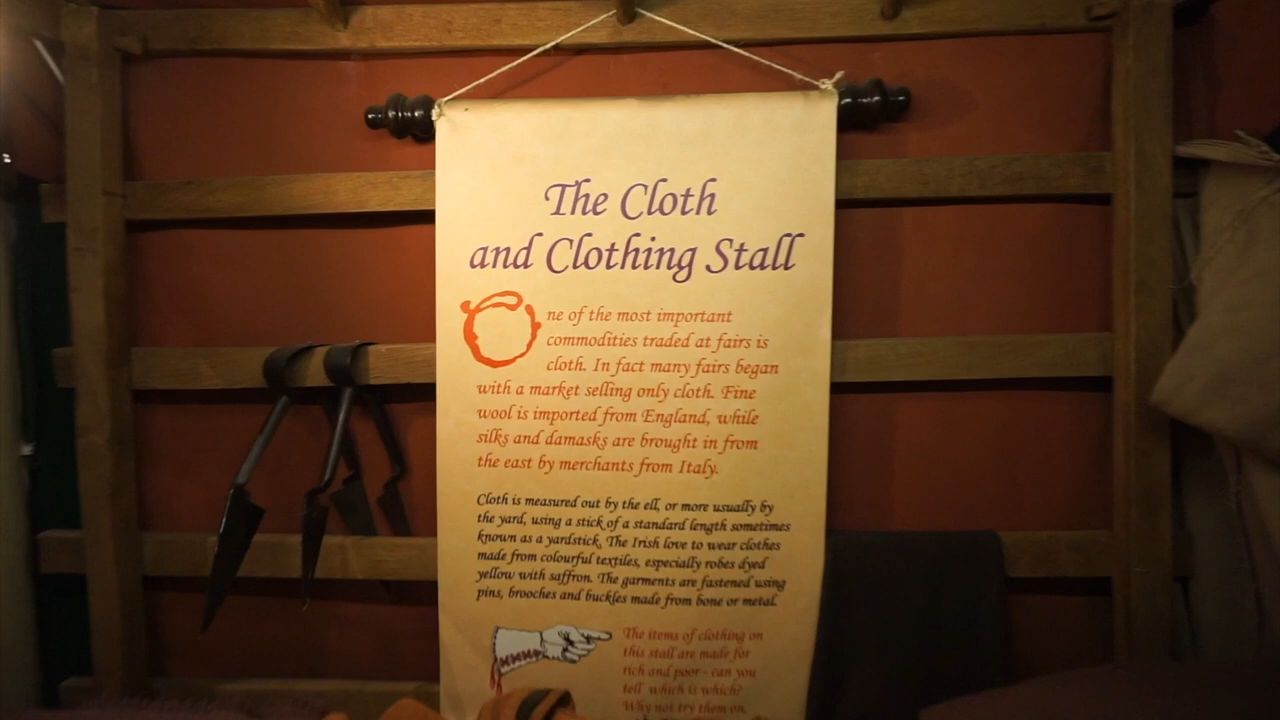 The Cloth
and Clothing Stall
One of the most important
commodities traded at fairs is
cloth. In fact many fairs began
with a market selling only cloth. Fine
wool is imported from England, while
silks and damasks are brought in from
the east by merchants from Italy.
Cloth is measured out by the ell, or more usually by
the yard, using a stick of a standard length sometimes
known as a yardstick. The Irish love to wear clothes
made from colourful textiles, especially robes dyed
yellow with saffron. The garments are fastened using
pins, brooches and buckles made from bone or metal.
The items of clothing on
this stall are made for
rich and poor - can you
tell which is which?
Why not try them on.